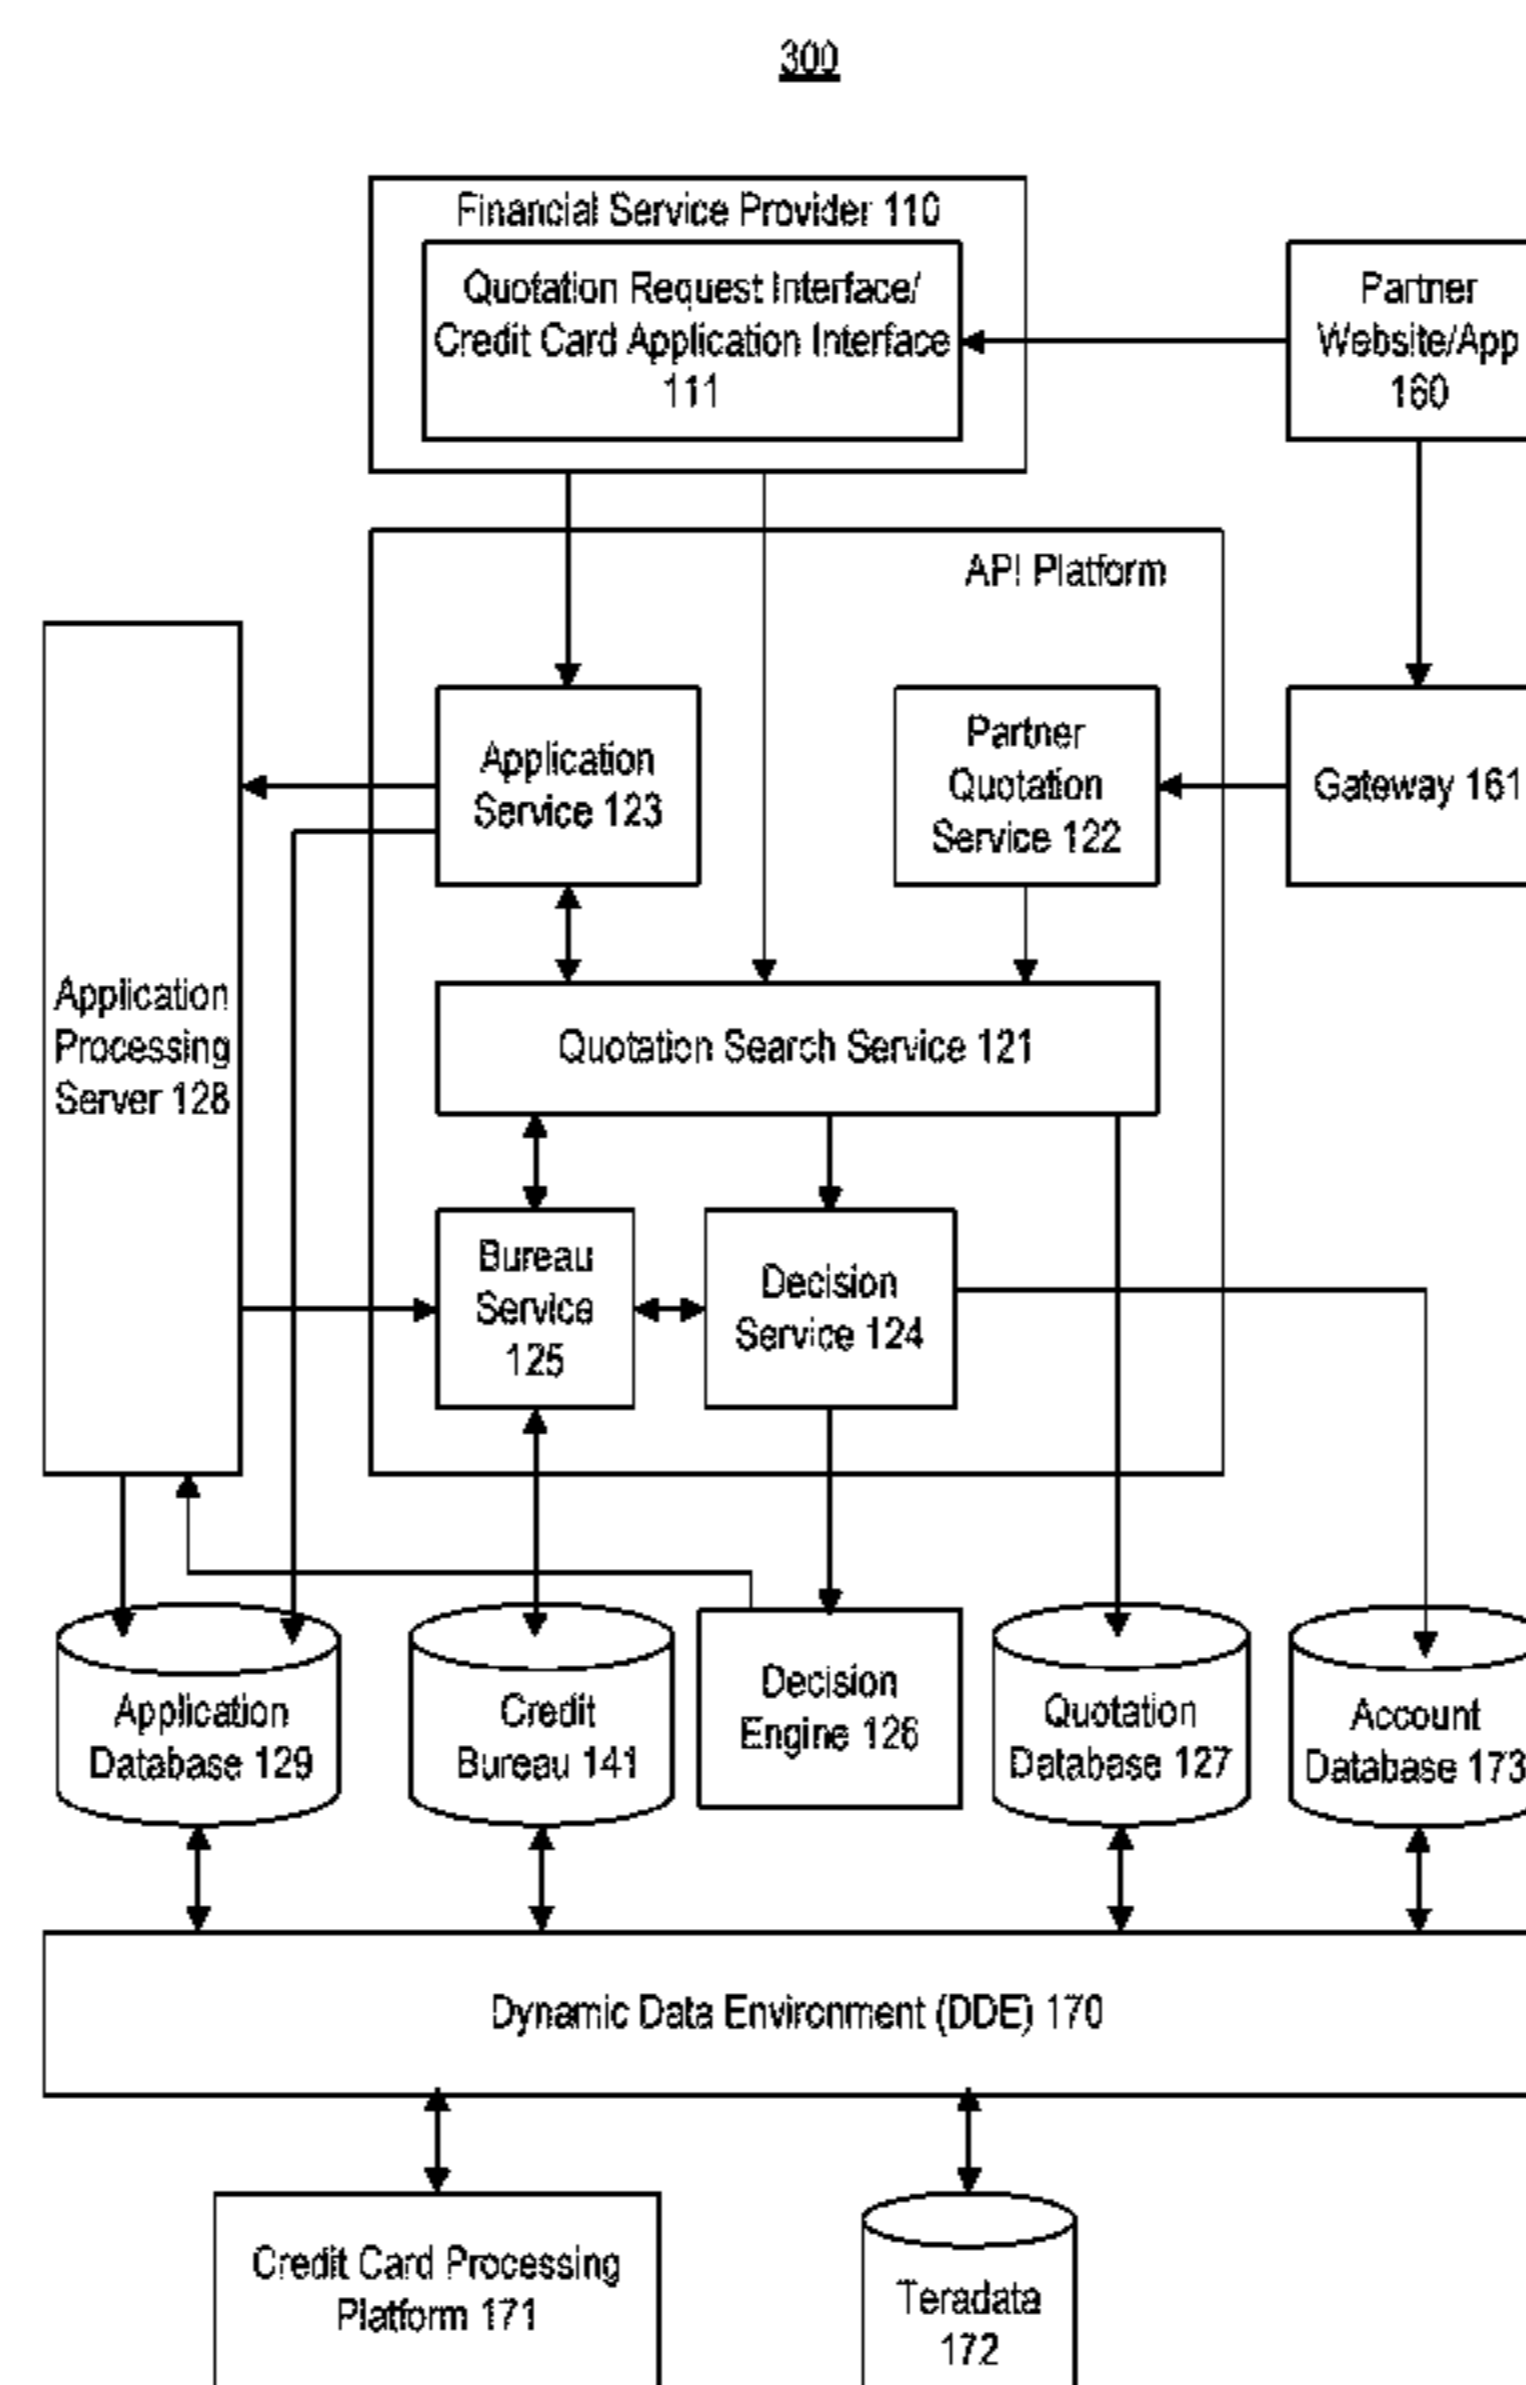 300
Financial Service Provider 110
Quotation Request Interface/
Credit Card Application Interface
111
Partner
Website/App
160
API Platform
Application
Service 123
Partner
Quotation
Service 122
Gateway 161
Application
Processing
Server 128
Quotation Search Service 121
Bureau
Service
125
Decision
Service 124
Application
Database 129
Credit
Bureau 141
Decision
Engine 126
Quotation
Database 127
Account
Database 173
Dynamic Data Environment (DDE) 170
Credit Card Processing
Platform 171
Teradata
172